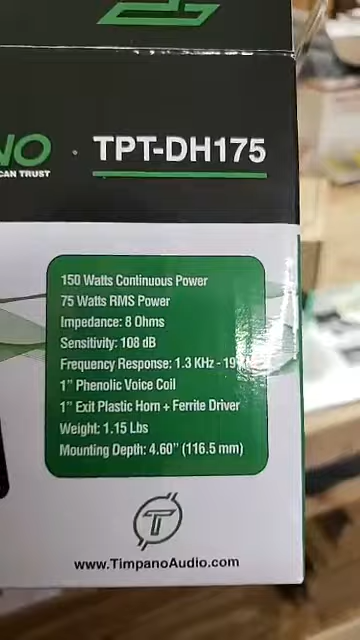 NO • TPT-DH175
CAN TRUST
150 Watts Continuous Power
75 Watts RMS Power
Impedance: 8 Ohms
Sensitivity: 108 dB
Frequency Response: 1.3 KHz - 19
1" Phenolic Voice Coil
1" Exit Plastic Horn + Ferrite Driver
Weight: 1.15 Lbs
Mounting Depth: 4.60" (116.5 mm)
T
www.TimpanoAudio.com